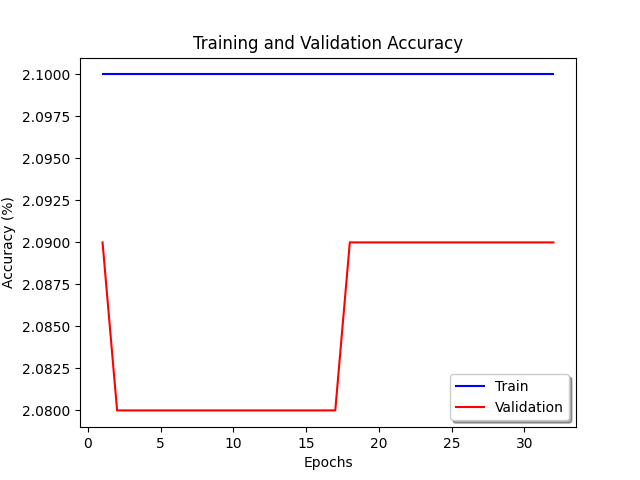 Training and Validation Accuracy
Accuracy (%)
2.1000
2.0975
2.0950
2.0925
2.0900
2.0875
2.0850
2.0825
2.0800
0 5 10 15 20 25 30
Epochs
Train
Validation